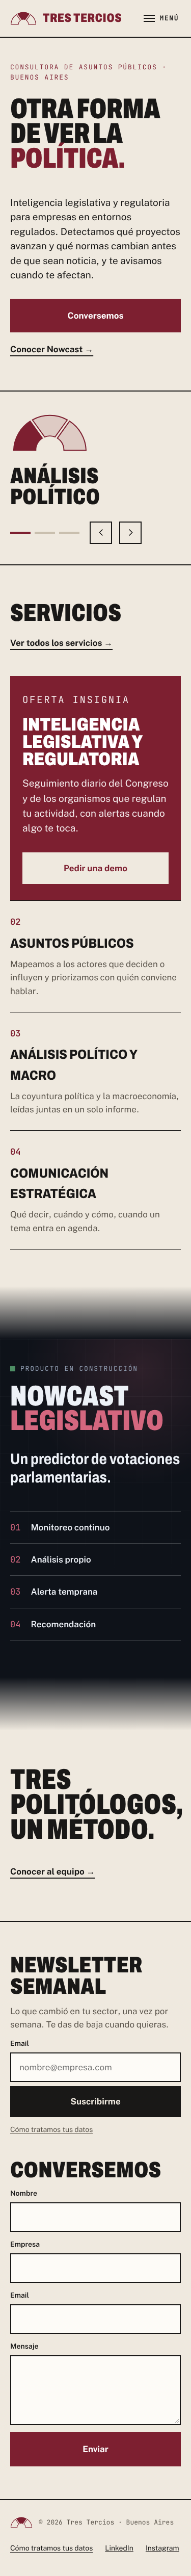 TRES TERCIOS
MENÚ
CONSULTORA DE ASUNTOS PÚBLICOS ·
BUENOS AIRES
OTRA FORMA
DE VER LA
POLÍTICA.
Inteligencia legislativa y regulatoria
para empresas en entornos
regulados. Detectamos qué proyectos
avanzan y qué normas cambian antes
de que sean noticia, y te avisamos
cuando te afectan.
Conversemos
Conocer Nowcast →
ANÁLISIS
POLÍTICO
SERVICIOS
Ver todos los servicios →
OFERTA INSIGNIA
INTELIGENCIA
LEGISLATIVA Y
REGULATORIA
Seguimiento diario del Congreso
y de los organismos que regulan
tu actividad, con alertas cuando
algo te toca.
Pedir una demo
02
ASUNTOS PÚBLICOS
Mapeamos a los actores que deciden o
influyen y priorizamos con quién conviene
hablar.
03
ANÁLISIS POLÍTICO Y
MACRO
La coyuntura política y la macroeconomía,
leídas juntas en un solo informe.
04
COMUNICACIÓN
ESTRATÉGICA
Qué decir, cuándo y cómo, cuando un
tema entra en agenda.
PRODUCTO EN CONSTRUCCIÓN
NOWCAST
LEGISLATIVO
Un predictor de votaciones
parlamentarias.
01 Monitoreo continuo
02 Análisis propio
03 Alerta temprana
04 Recomendación
TRES
POLITÓLOGOS,
UN MÉTODO.
Conocer al equipo →
NEWSLETTER
SEMANAL
Lo que cambió en tu sector, una vez por
semana. Te das de baja cuando quieras.
Email
nombre@empresa.com
Suscribirme
Cómo tratamos tus datos
CONVERSEMOS
Nombre
Empresa
Email
Mensaje
Enviar
© 2026 Tres Tercios · Buenos Aires
Cómo tratamos tus datos LinkedIn Instagram